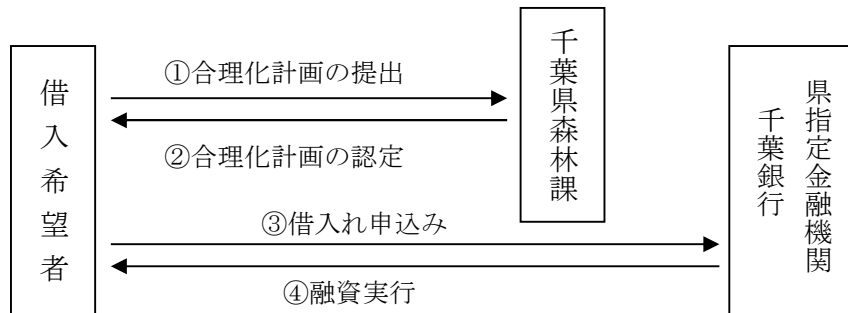 借入希望者
①合理化計画の提出
②合理化計画の認定
千葉県森林課
③借入れ申込み
④融資実行
県指定金融機関
千葉銀行